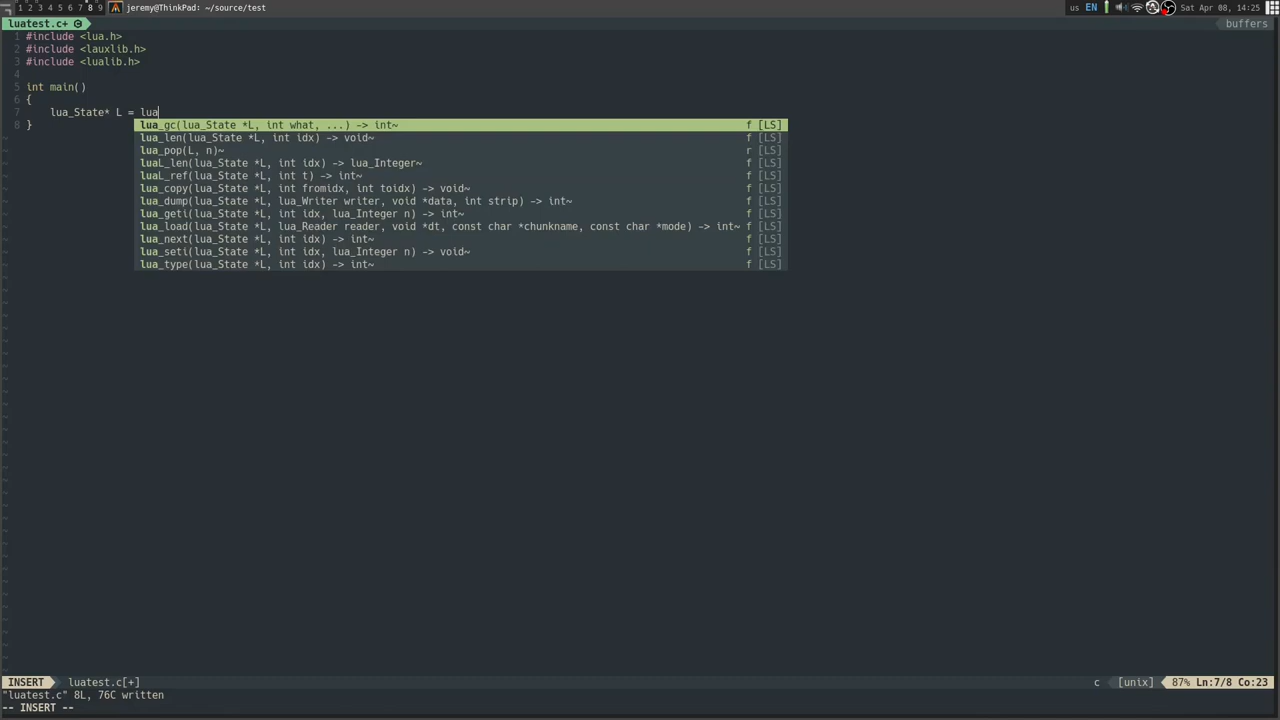 1 2 3 4 5 6 7 8 9 jeremy@ThinkPad: ~/source/test us EN Sat Apr 08, 14:25
luatest.c+ buffers
1 #include <lua.h>
2 #include <lauxlib.h>
3 #include <lualib.h>
4
5 int main()
6 {
7 lua_State* L = lua
8 }
lua_gc(lua_State *L, int what, ...) -> int~ f [LS]
lua_len(lua_State *L, int idx) -> void~ f [LS]
lua_pop(L, n)~ r [LS]
luaL_len(lua_State *L, int idx) -> lua_Integer~ f [LS]
luaL_ref(lua_State *L, int t) -> int~ f [LS]
lua_copy(lua_State *L, int fromidx, int toidx) -> void~ f [LS]
lua_dump(lua_State *L, lua_Writer writer, void *data, int strip) -> int~ f [LS]
lua_geti(lua_State *L, int idx, lua_Integer n) -> int~ f [LS]
lua_load(lua_State *L, lua_Reader reader, void *dt, const char *chunkname, const char *mode) -> int~ f [LS]
lua_next(lua_State *L, int idx) -> int~ f [LS]
lua_seti(lua_State *L, int idx, lua_Integer n) -> void~ f [LS]
lua_type(lua_State *L, int idx) -> int~ f [LS]
INSERT luatest.c[+] c [unix] 87% Ln:7/8 Co:23
"luatest.c" 8L, 76C written
-- INSERT --